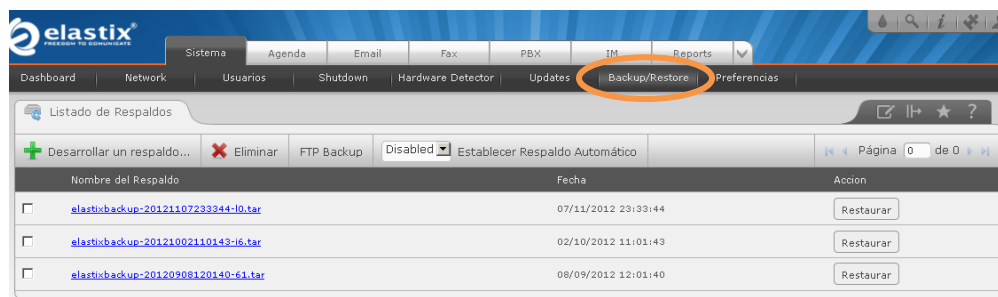 elastix®
FREEDOM TO COMMUNICATE
Sistema Agenda Email Fax PBX IM Reports
Dashboard Network Usuarios Shutdown Hardware Detector Updates Backup/Restore Preferencias
Listado de Respaldos
Desarrollar un respaldo... Eliminar FTP Backup Disabled Establecer Respaldo Automático Página 0 de 0
Nombre del Respaldo Fecha Accion
elastixbackup-20121107233344-l0.tar 07/11/2012 23:33:44 Restaurar
elastixbackup-20121002110143-i6.tar 02/10/2012 11:01:43 Restaurar
elastixbackup-20120908120140-61.tar 08/09/2012 12:01:40 Restaurar